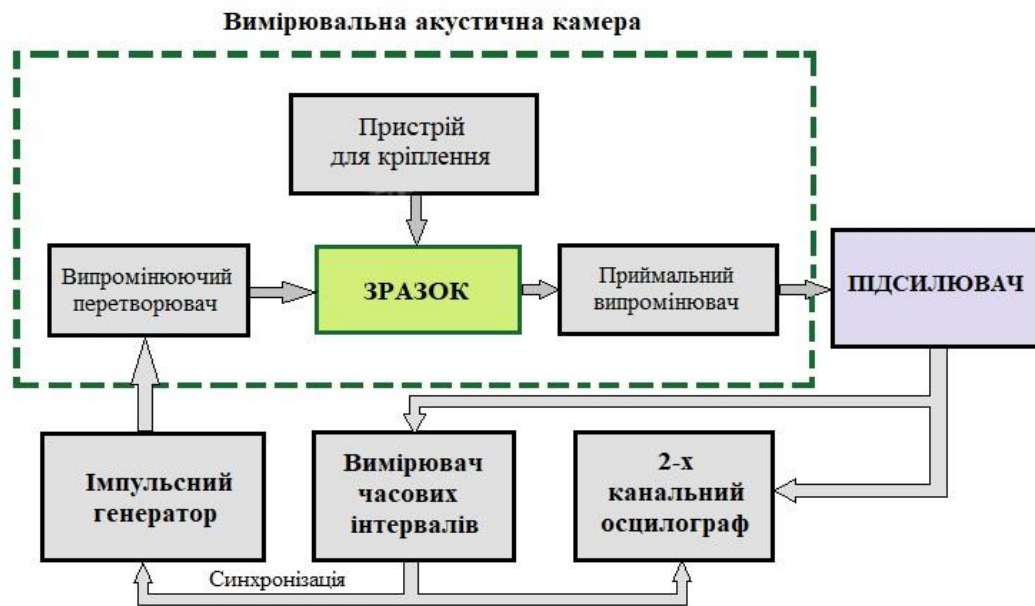 Вимірювальна акустична камера
Пристрій
для кріплення
Випромінюючий
перетворювач
ЗРАЗОК
Приймальний
випромінювач
ПІДСИЛЮВАЧ
Імпульсний
генератор
Вимірювач
часових
інтервалів
2-х
канальний
осцилограф
Синхронізація